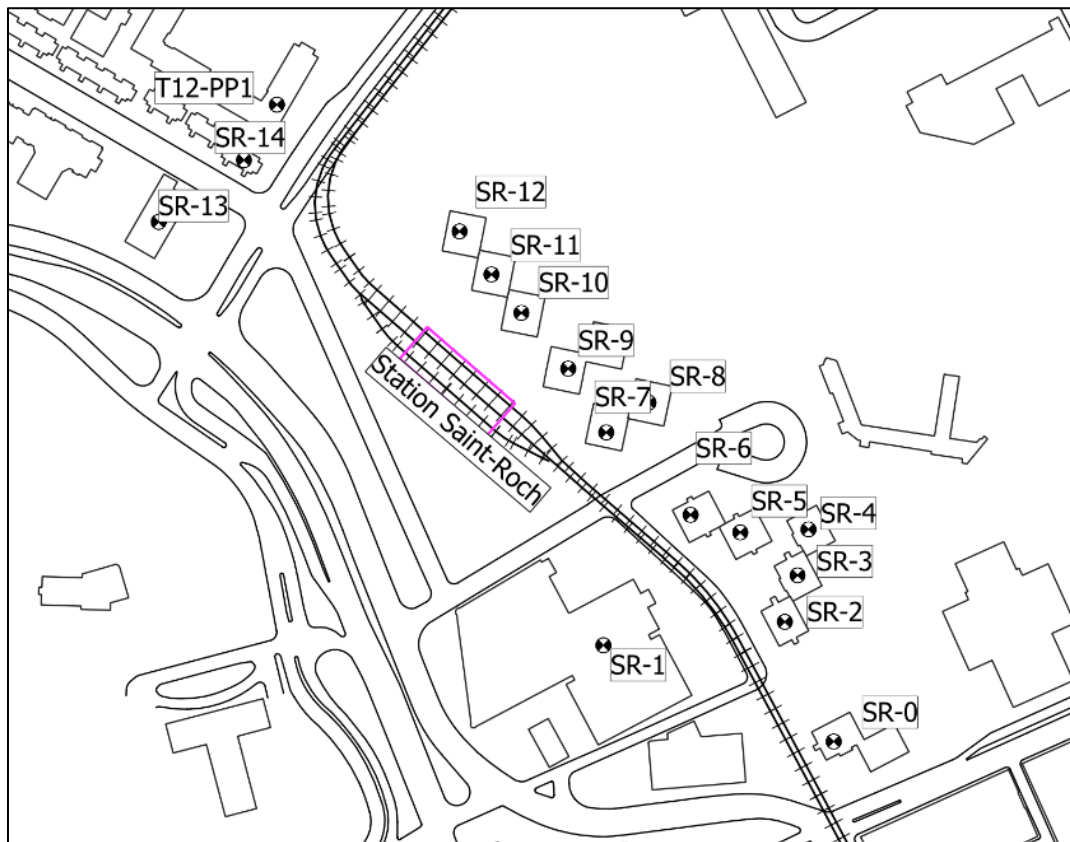 T12-PP1
SR-14
SR-13
SR-12
SR-11
SR-10
SR-9
SR-8
SR-7
Station Saint-Roch
SR-6
SR-5
SR-4
SR-3
SR-2
SR-1
SR-0